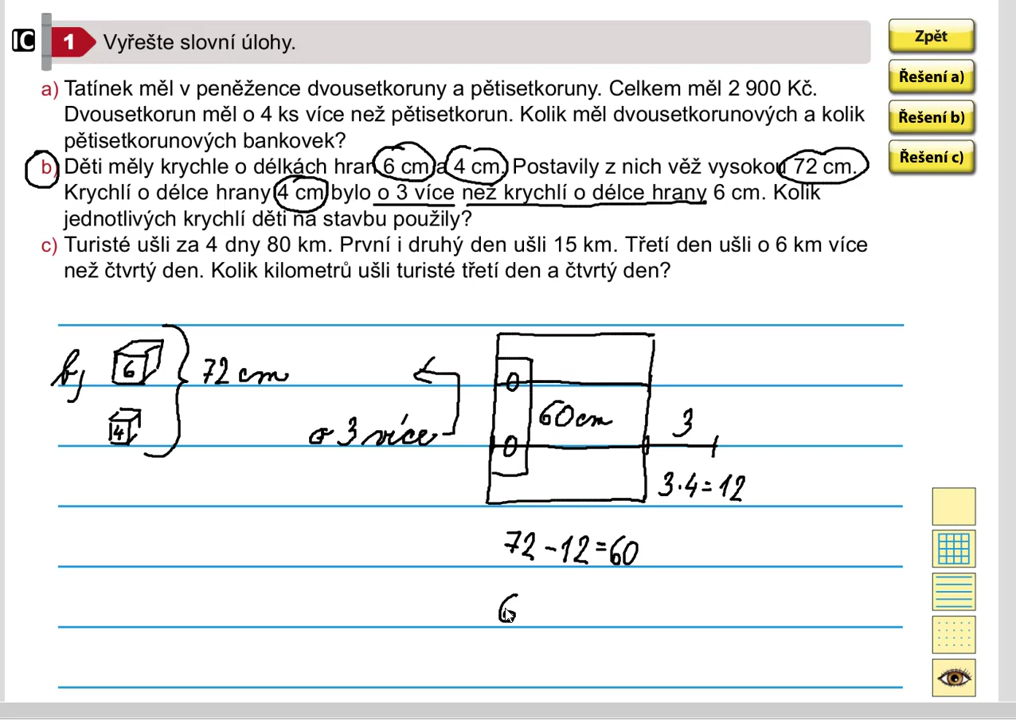 IC 1 Vyřešte slovní úlohy.
Zpět
Řešení a)
Řešení b)
Řešení c)
a) Tatínek měl v peněžence dvousetkoruny a pětisetkoruny. Celkem měl 2 900 Kč.
Dvousetkorun měl o 4 ks více než pětisetkorun. Kolik měl dvousetkorunových a kolik
pětisetkorunových bankovek?
b) Děti měly krychle o délkách hran 6 cm a 4 cm. Postavily z nich věž vysokou 72 cm.
Krychlí o délce hrany 4 cm bylo o 3 více než krychlí o délce hrany 6 cm. Kolik
jednotlivých krychlí děti na stavbu použily?
c) Turisté ušli za 4 dny 80 km. První i druhý den ušli 15 km. Třetí den ušli o 6 km více
než čtvrtý den. Kolik kilometrů ušli turisté třetí den a čtvrtý den?
b) 6 72 cm
4 o 3 více
0 60 cm
0 3
3·4=12
72-12=60
6